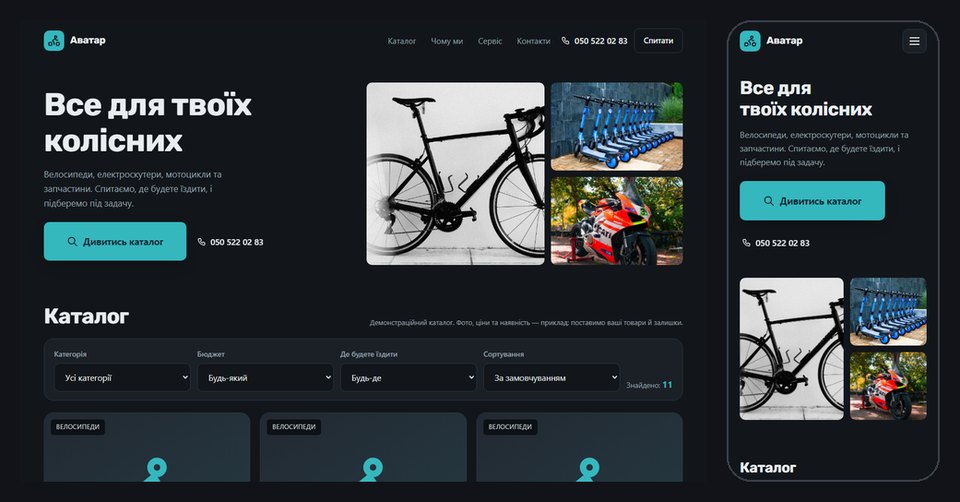 Аватар
Каталог
Чому ми
Сервіс
Контакти
050 522 02 83
Спитати
Все для твоїх
колісних
Велосипеди, електроскутери, мотоцикли та
запчастини. Спитаємо, де будете їздити, і
підберемо під задачу.
Дивитись каталог
050 522 02 83
Каталог
Демонстраційний каталог. Фото, ціни та наявність — приклад: поставимо ваші товари й залишки.
Категорія
Бюджет
Де будете їздити
Сортування
Усі категорії
Будь-який
Будь-де
За замовчуванням
Знайдено: 11
ВЕЛОСИПЕДИ
ВЕЛОСИПЕДИ
ВЕЛОСИПЕДИ
Аватар
Все для
твоїх колісних
Велосипеди, електроскутери, мотоцикли та
запчастини. Спитаємо, де будете їздити, і
підберемо під задачу.
Дивитись каталог
050 522 02 83
Каталог